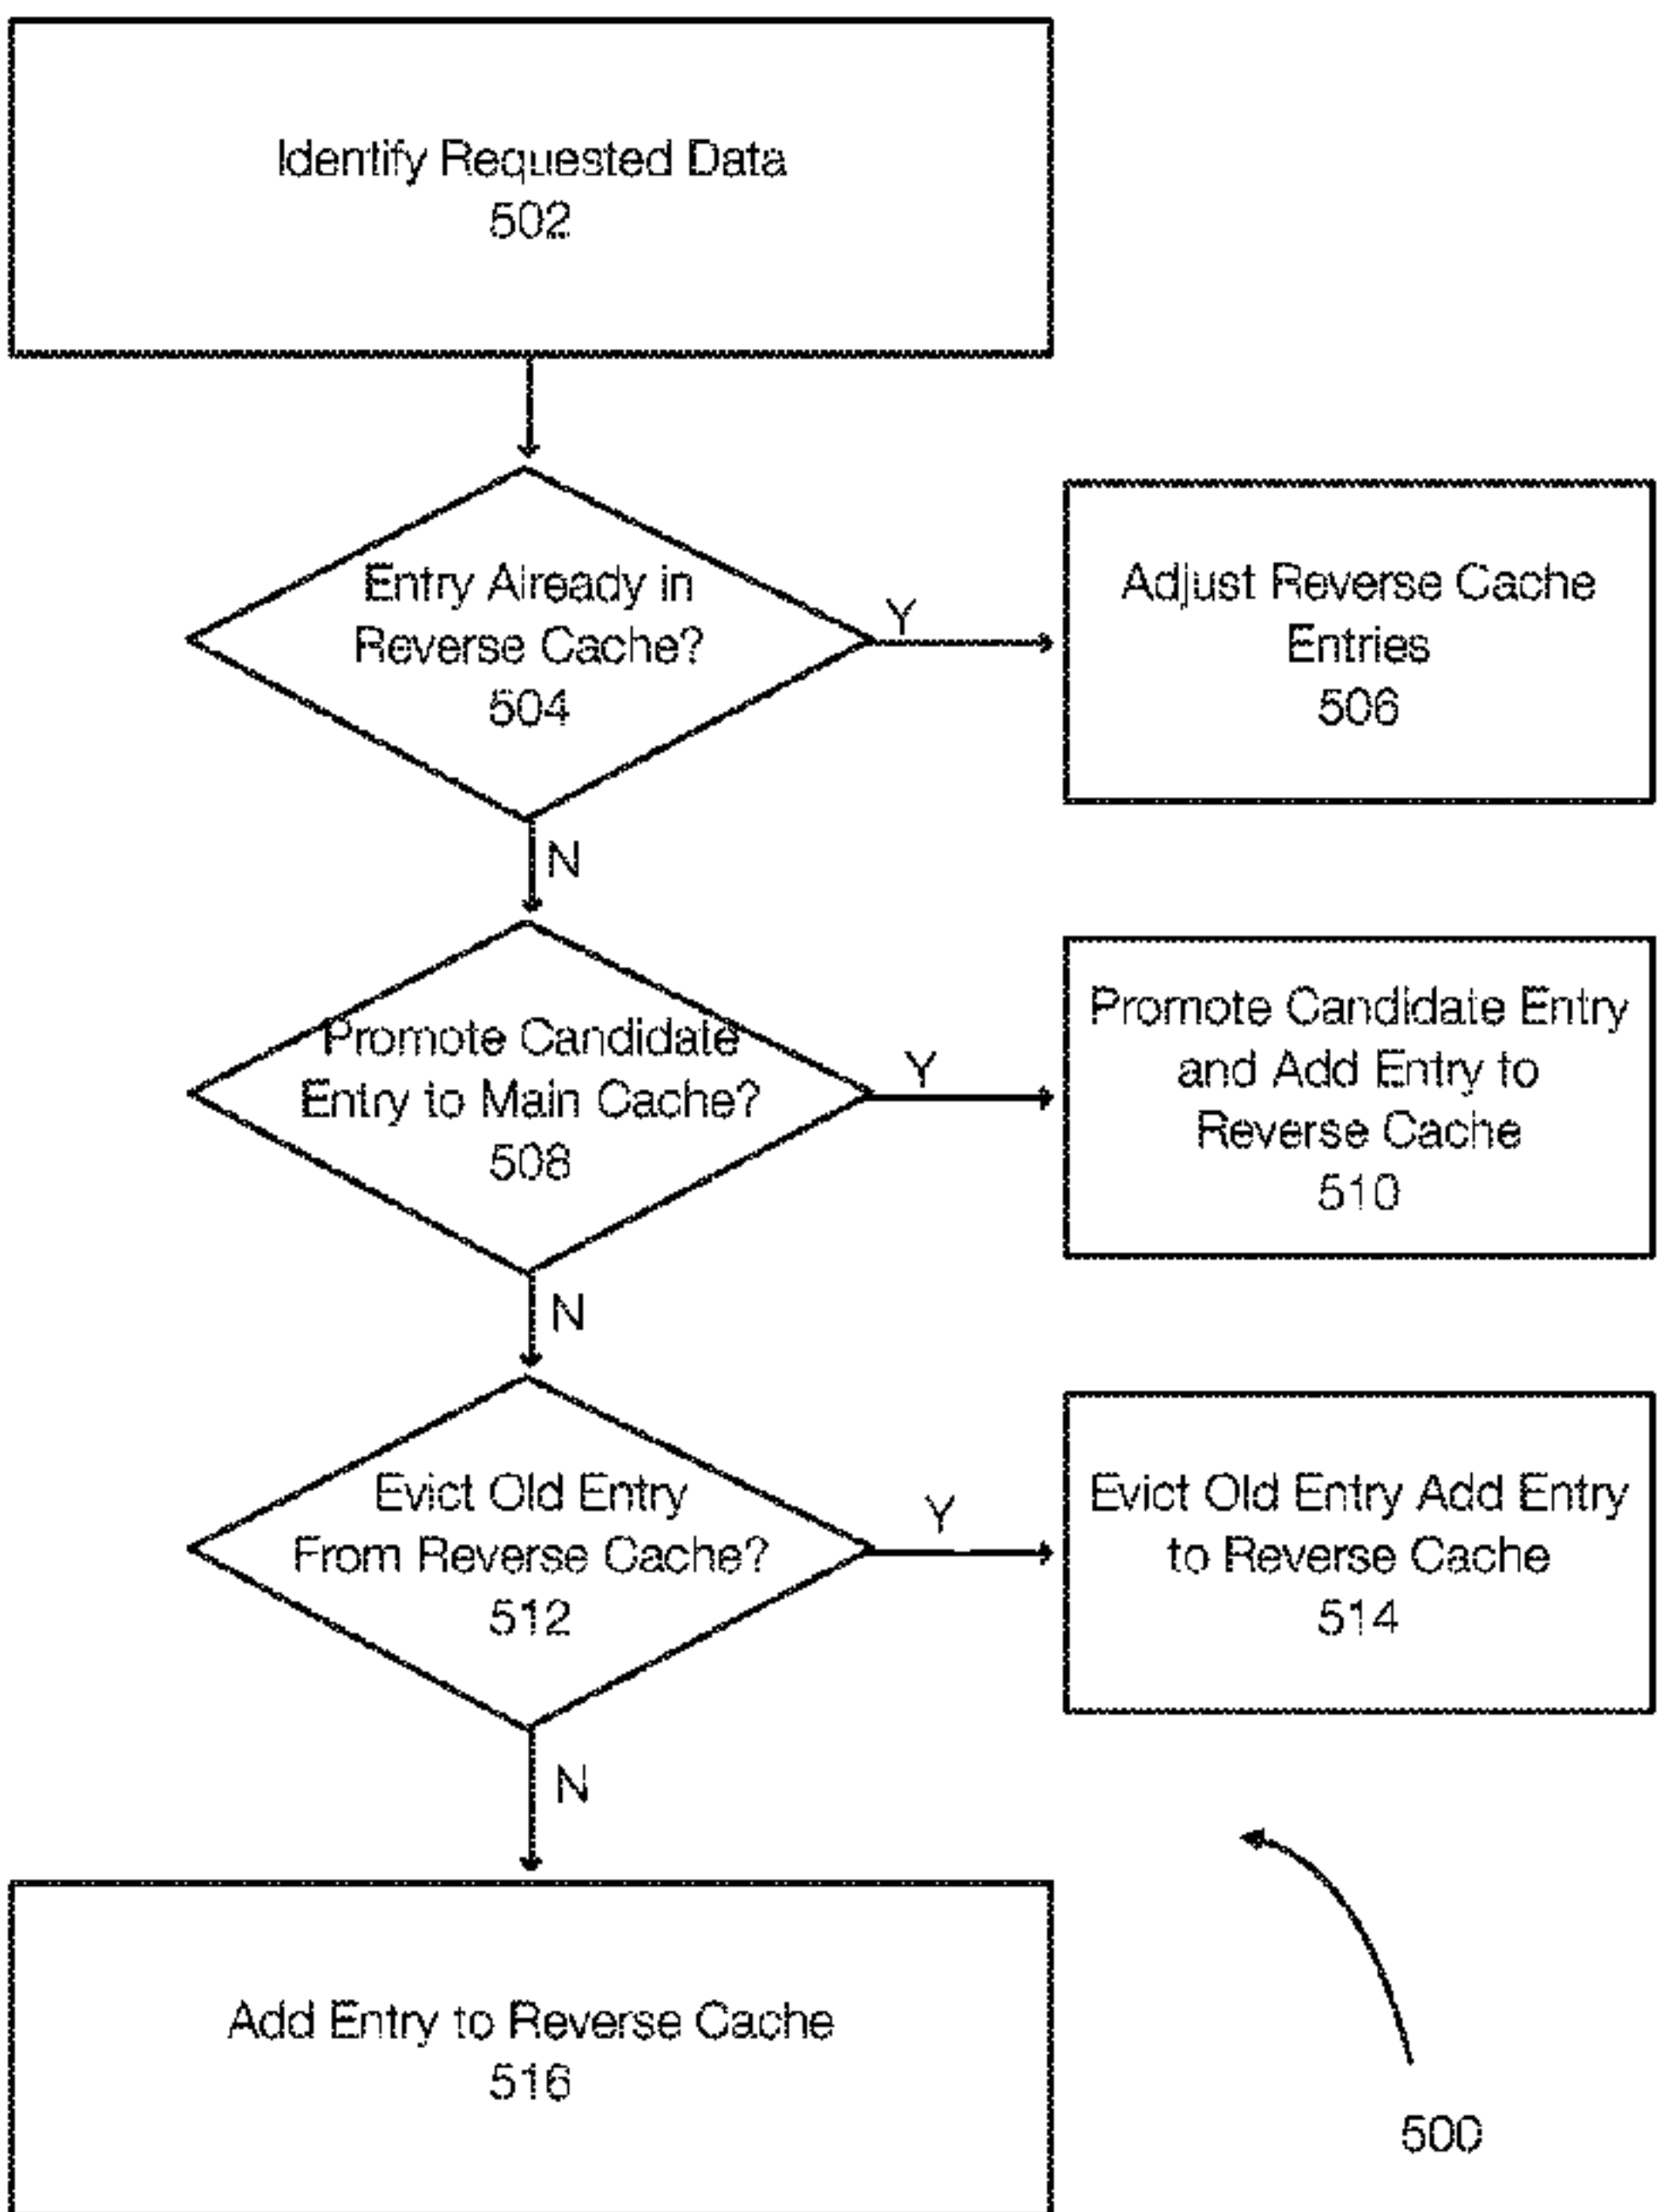 Identify Requested Data
502
Entry Already in
Reverse Cache?
504
Y
Adjust Reverse Cache
Entries
506
N
Promote Candidate
Entry to Main Cache?
508
Y
Promote Candidate Entry
and Add Entry to
Reverse Cache
510
N
Evict Old Entry
From Reverse Cache?
512
Y
Evict Old Entry Add Entry
to Reverse Cache
514
N
Add Entry to Reverse Cache
516
500